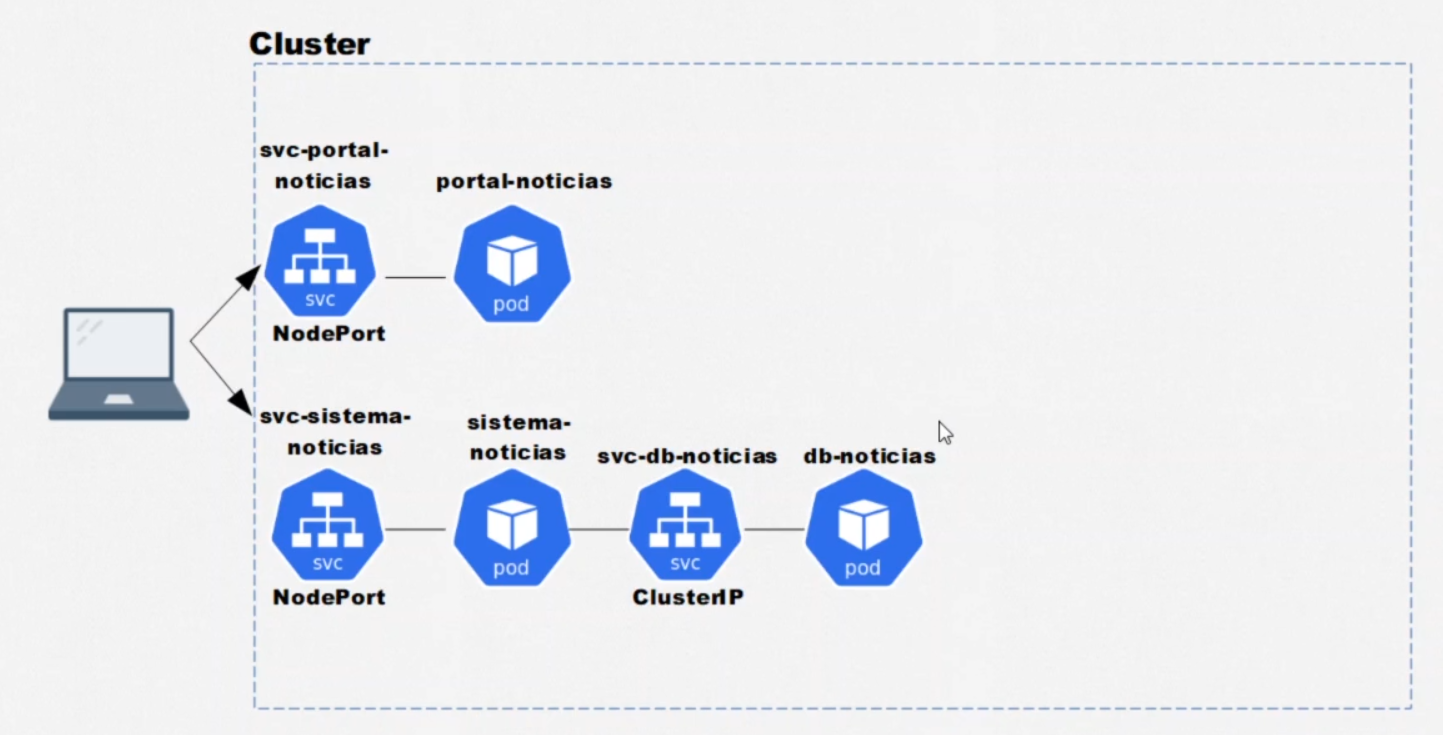 Cluster
svc-portal-
noticias
portal-noticias
svc
pod
NodePort
svc-sistema-
noticias
sistema-
noticias
svc-db-noticias
db-noticias
svc
pod
svc
pod
NodePort
ClusterIP